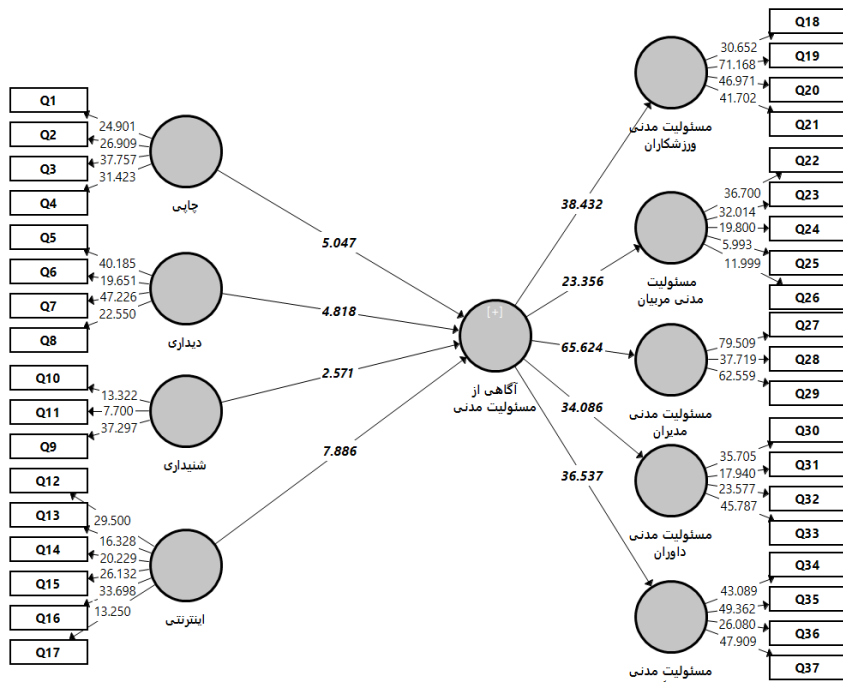 Q1
Q2
Q3
Q4
24.901
26.909
37.757
31.423
چاپی
Q5
Q6
Q7
Q8
40.185
19.651
47.226
22.550
دیداری
Q10
Q11
Q9
13.322
7.700
37.297
شنیداری
Q12
Q13
Q14
Q15
Q16
Q17
29.500
16.328
20.229
26.132
33.698
13.250
اینترنتی
5.047
4.818
2.571
7.886
[+]
آگاهی از
مسئولیت مدنی
38.432
23.356
65.624
34.086
36.537
مسئولیت مدنی
ورزشکاران
30.652
71.168
46.971
41.702
Q18
Q19
Q20
Q21
مسئولیت
مدنی مربیان
36.700
32.014
19.800
5.993
11.999
Q22
Q23
Q24
Q25
Q26
مسئولیت مدنی
مدیران
79.509
37.719
62.559
Q27
Q28
Q29
مسئولیت مدنی
داوران
35.705
17.940
23.577
45.787
Q30
Q31
Q32
Q33
مسئولیت مدنی
43.089
49.362
26.080
47.909
Q34
Q35
Q36
Q37